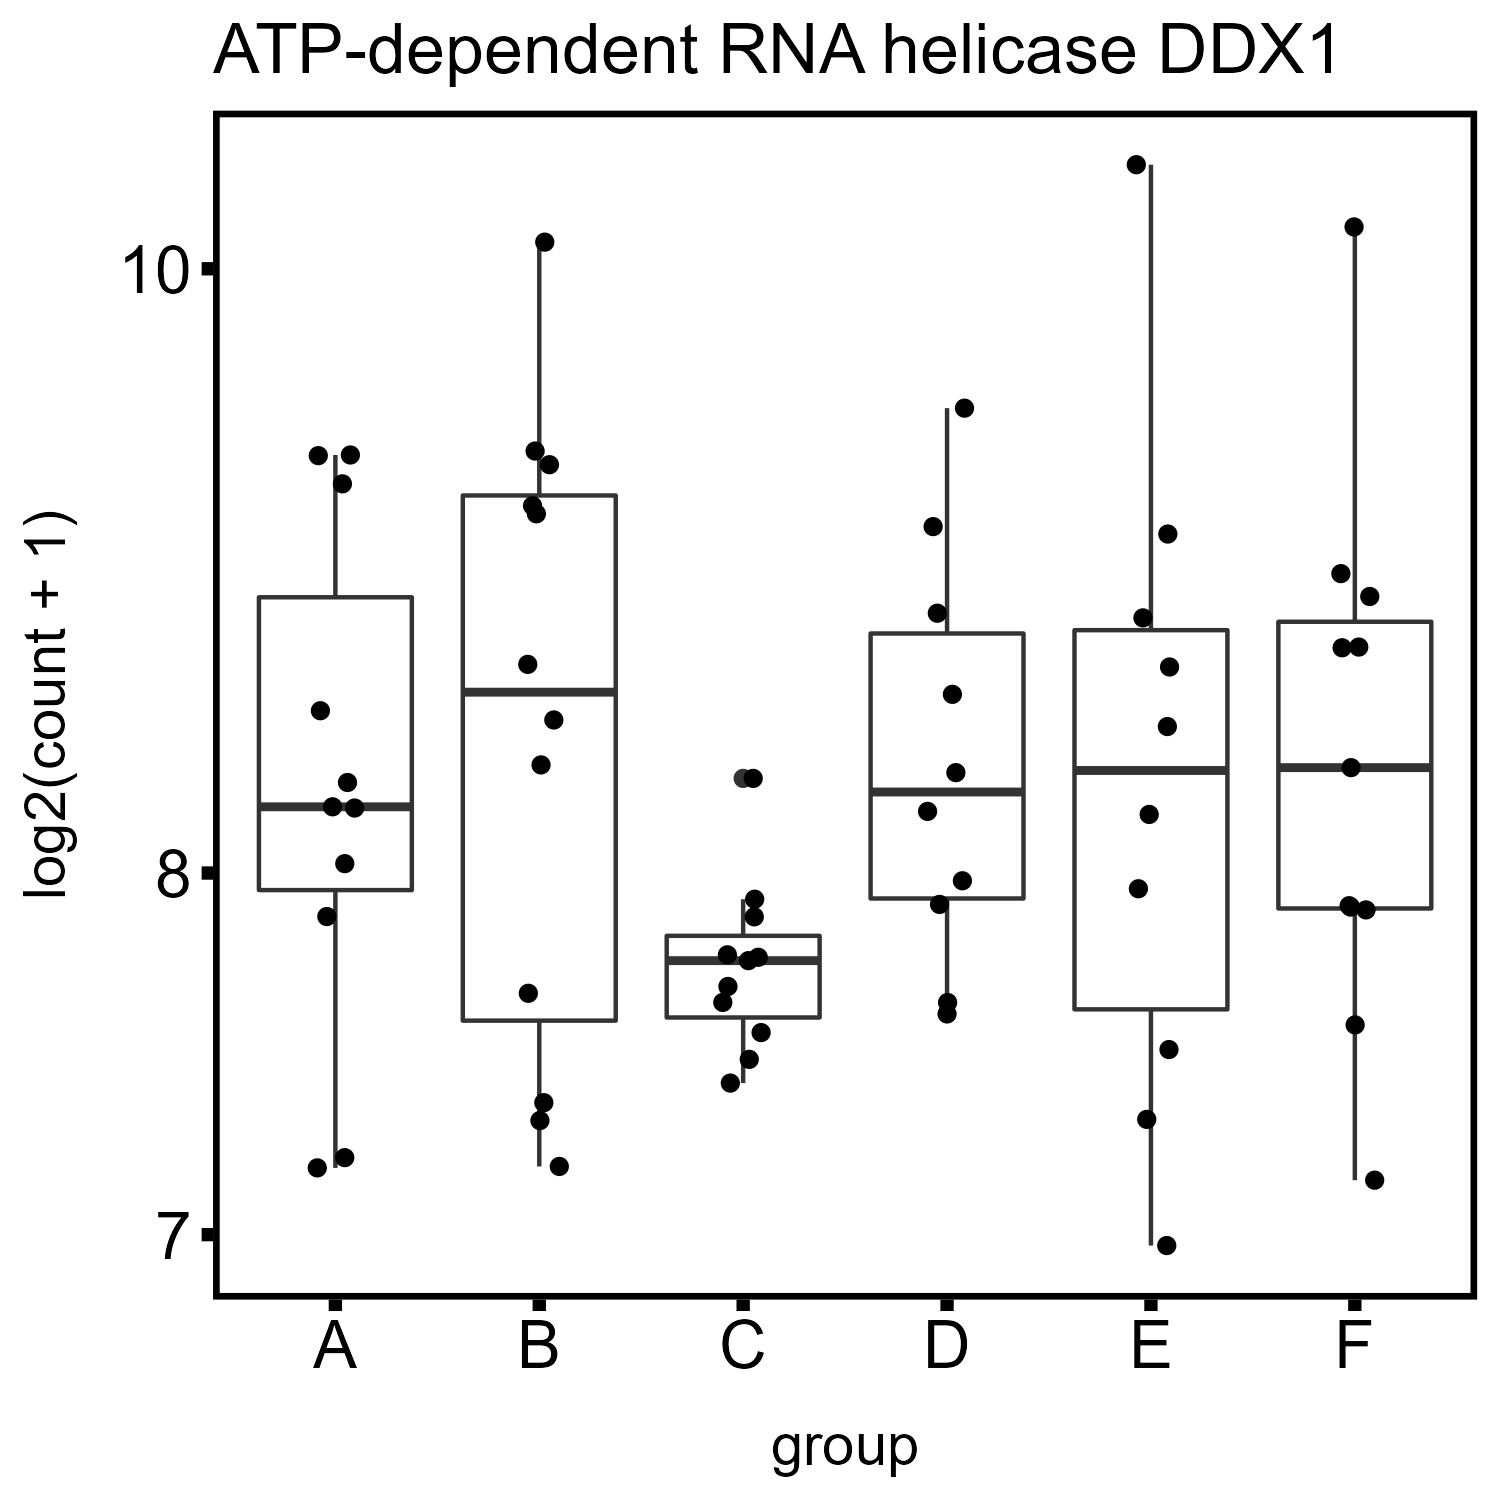 ATP-dependent RNA helicase DDX1
log2(count + 1)
10
8
7
A B C D E F
group